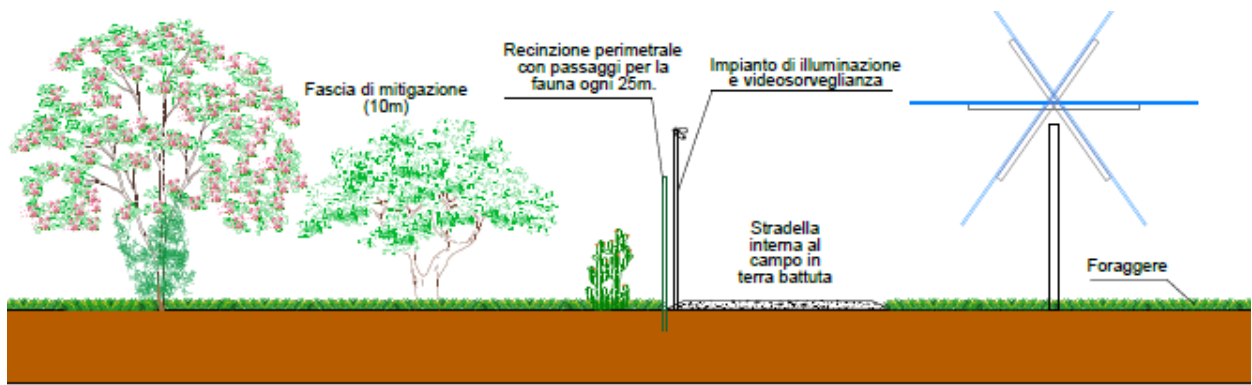 Fascia di mitigazione
(10m)
Recinzione perimetrale
con passaggi per la
fauna ogni 25m.
Impianto di illuminazione
e videosorveglianza
Stradella
interna al
campo in
terra battuta
Foraggere